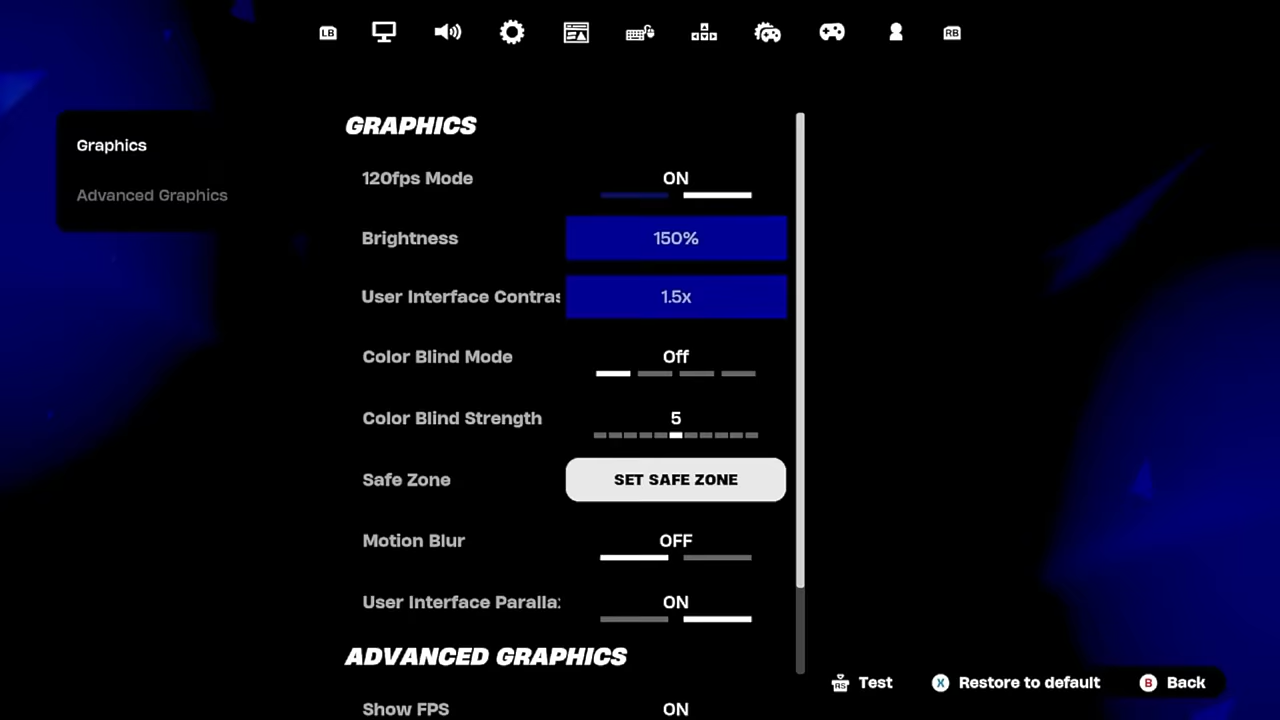 LB
RB
Graphics
Advanced Graphics
GRAPHICS
120fps Mode ON
Brightness 150%
User Interface Contras 1.5x
Color Blind Mode Off
Color Blind Strength 5
Safe Zone SET SAFE ZONE
Motion Blur OFF
User Interface Paralla ON
ADVANCED GRAPHICS
Show FPS ON
RS Test X Restore to default B Back